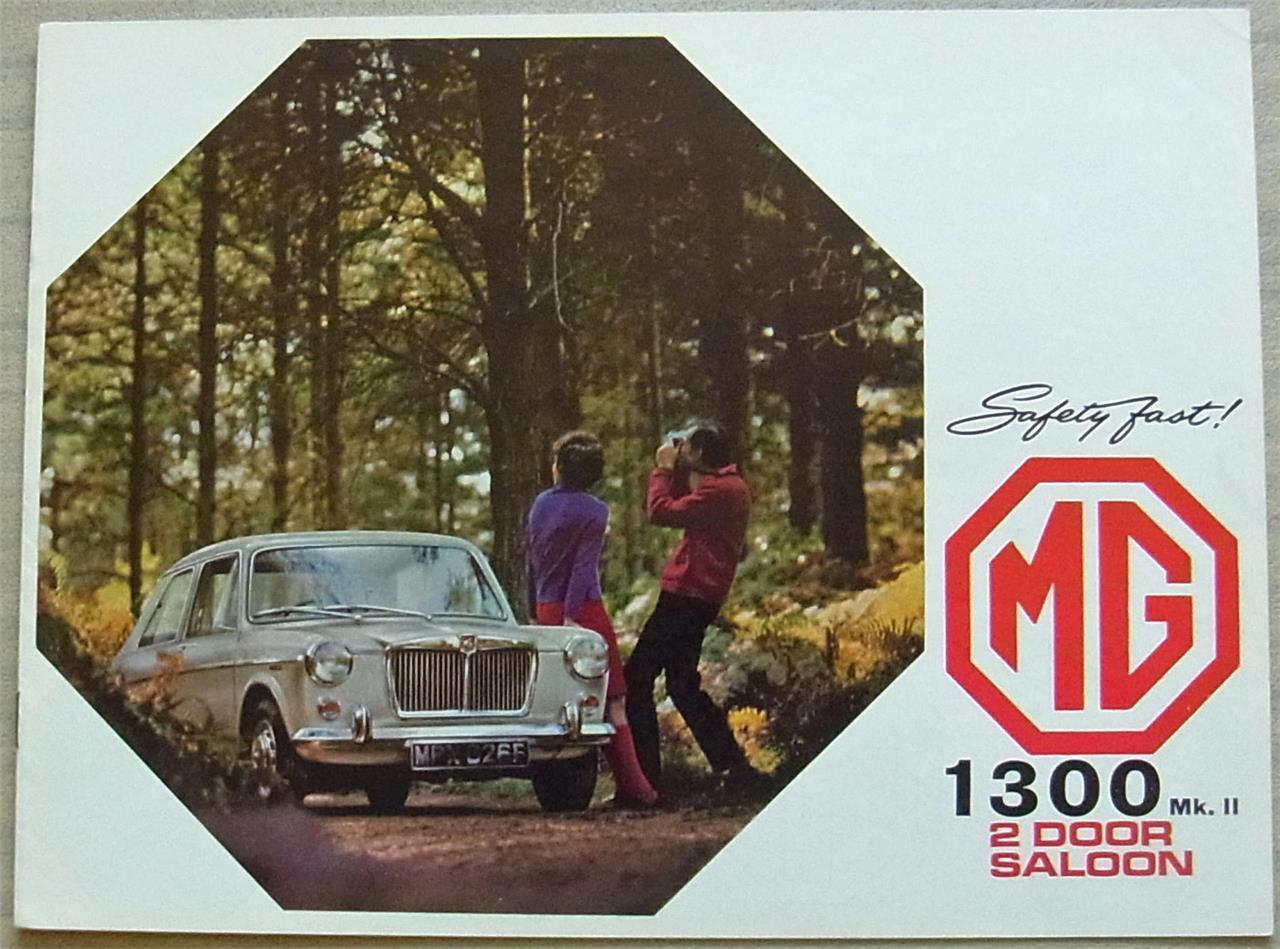 Safety fast!
MG
1300 Mk. II
2 DOOR
SALOON